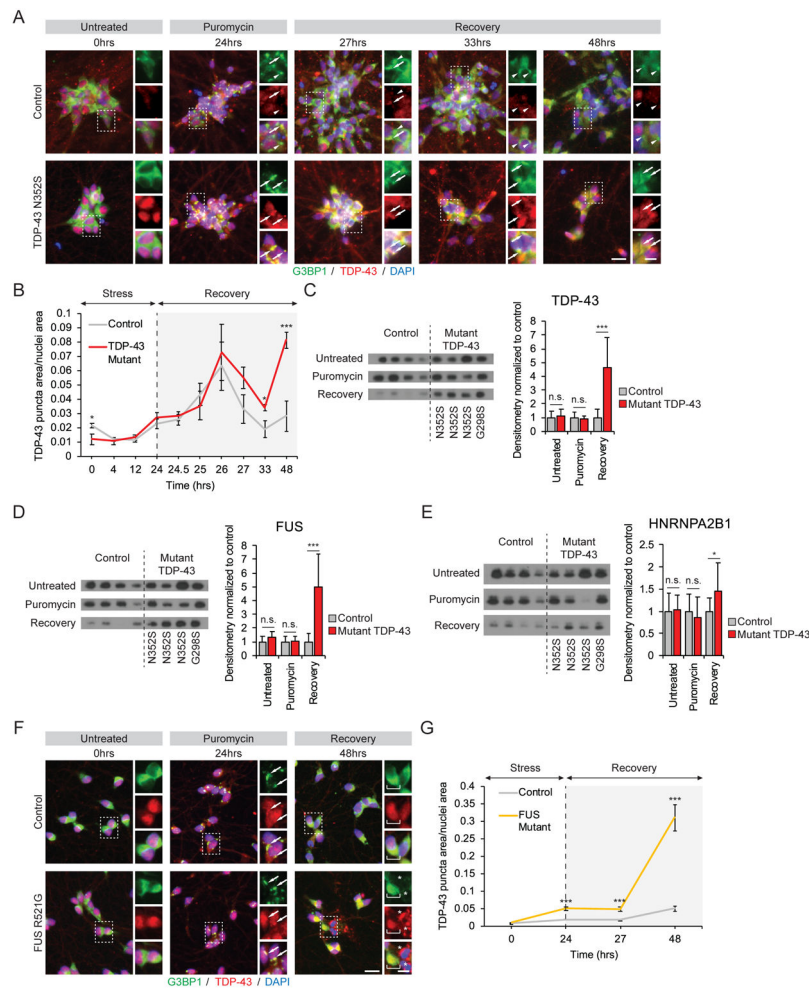 A
Untreated
Puromycin
Recovery
0hrs
24hrs
27hrs
33hrs
48hrs
Control
TDP-43 N352S
G3BP1 / TDP-43 / DAPI
B
Stress
Recovery
Control
TDP-43
Mutant
TDP-43 puncta area/nuclei area
0.1
0.09
0.08
0.07
0.06
0.05
0.04
0.03
0.02
0.01
0
*
*
***
0 4 12 24 24.5 25 26 27 33 48
Time (hrs)
C
TDP-43
Control
Mutant
TDP-43
Untreated
Puromycin
Recovery
N352S
N352S
N352S
G298S
Densitometry normalized to control
8
7
6
5
4
3
2
1
0
n.s.
n.s.
***
Untreated
Puromycin
Recovery
Control
Mutant TDP-43
D
FUS
Control
Mutant
TDP-43
Untreated
Puromycin
Recovery
N352S
N352S
N352S
G298S
Densitometry normalized to control
8
7
6
5
4
3
2
1
0
n.s.
n.s.
***
Untreated
Puromycin
Recovery
Control
Mutant TDP-43
E
HNRNPA2B1
Control
Mutant
TDP-43
Untreated
Puromycin
Recovery
N352S
N352S
N352S
G298S
Densitometry normalized to control
2.5
2
1.5
1
0.5
0
n.s.
n.s.
*
Untreated
Puromycin
Recovery
Control
Mutant TDP-43
F
Untreated
Puromycin
Recovery
0hrs
24hrs
48hrs
Control
FUS R521G
*
*
*
*
*
*
G3BP1 / TDP-43 / DAPI
G
Stress
Recovery
Control
FUS
Mutant
TDP-43 puncta area/nuclei area
0.4
0.35
0.3
0.25
0.2
0.15
0.1
0.05
0
***
***
***
0 24 27 48
Time (hrs)